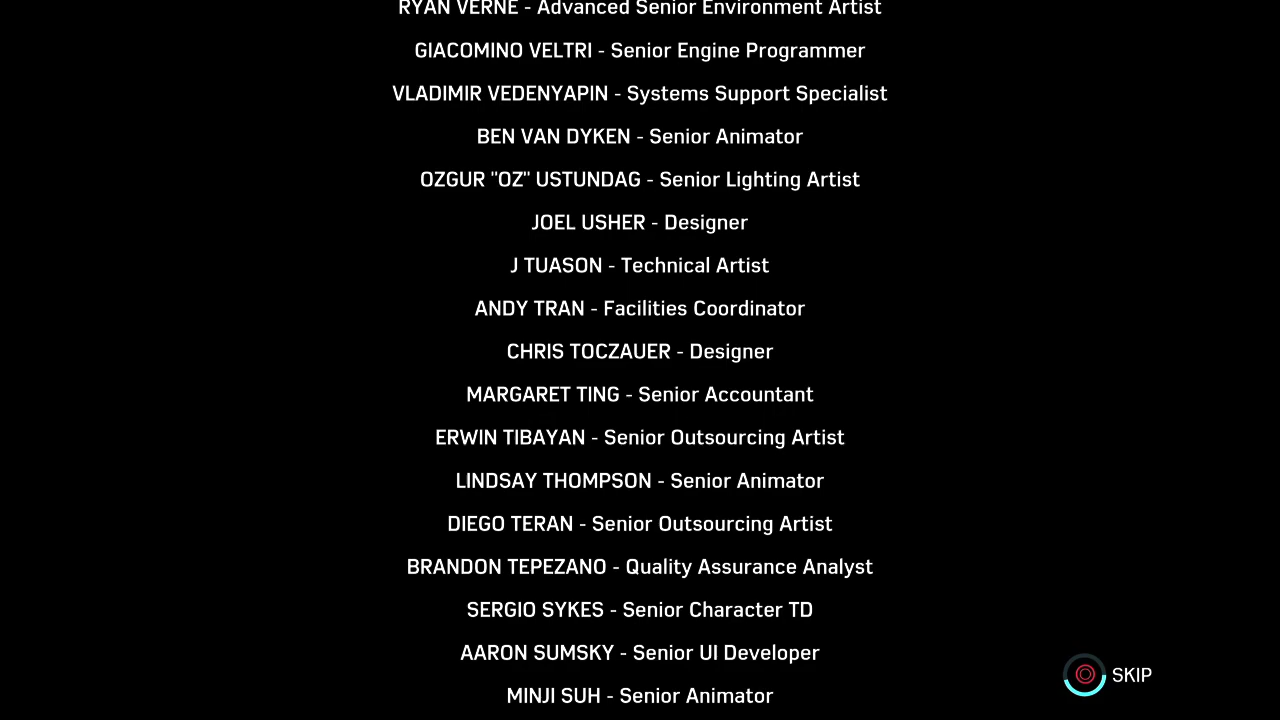 RYAN VERNE - Advanced Senior Environment Artist
GIACOMINO VELTRI - Senior Engine Programmer
VLADIMIR VEDENYAPIN - Systems Support Specialist
BEN VAN DYKEN - Senior Animator
OZGUR "OZ" USTUNDAG - Senior Lighting Artist
JOEL USHER - Designer
J TUASON - Technical Artist
ANDY TRAN - Facilities Coordinator
CHRIS TOCZAUER - Designer
MARGARET TING - Senior Accountant
ERWIN TIBAYAN - Senior Outsourcing Artist
LINDSAY THOMPSON - Senior Animator
DIEGO TERAN - Senior Outsourcing Artist
BRANDON TEPEZANO - Quality Assurance Analyst
SERGIO SYKES - Senior Character TD
AARON SUMSKY - Senior UI Developer
SKIP
MINJI SUH - Senior Animator